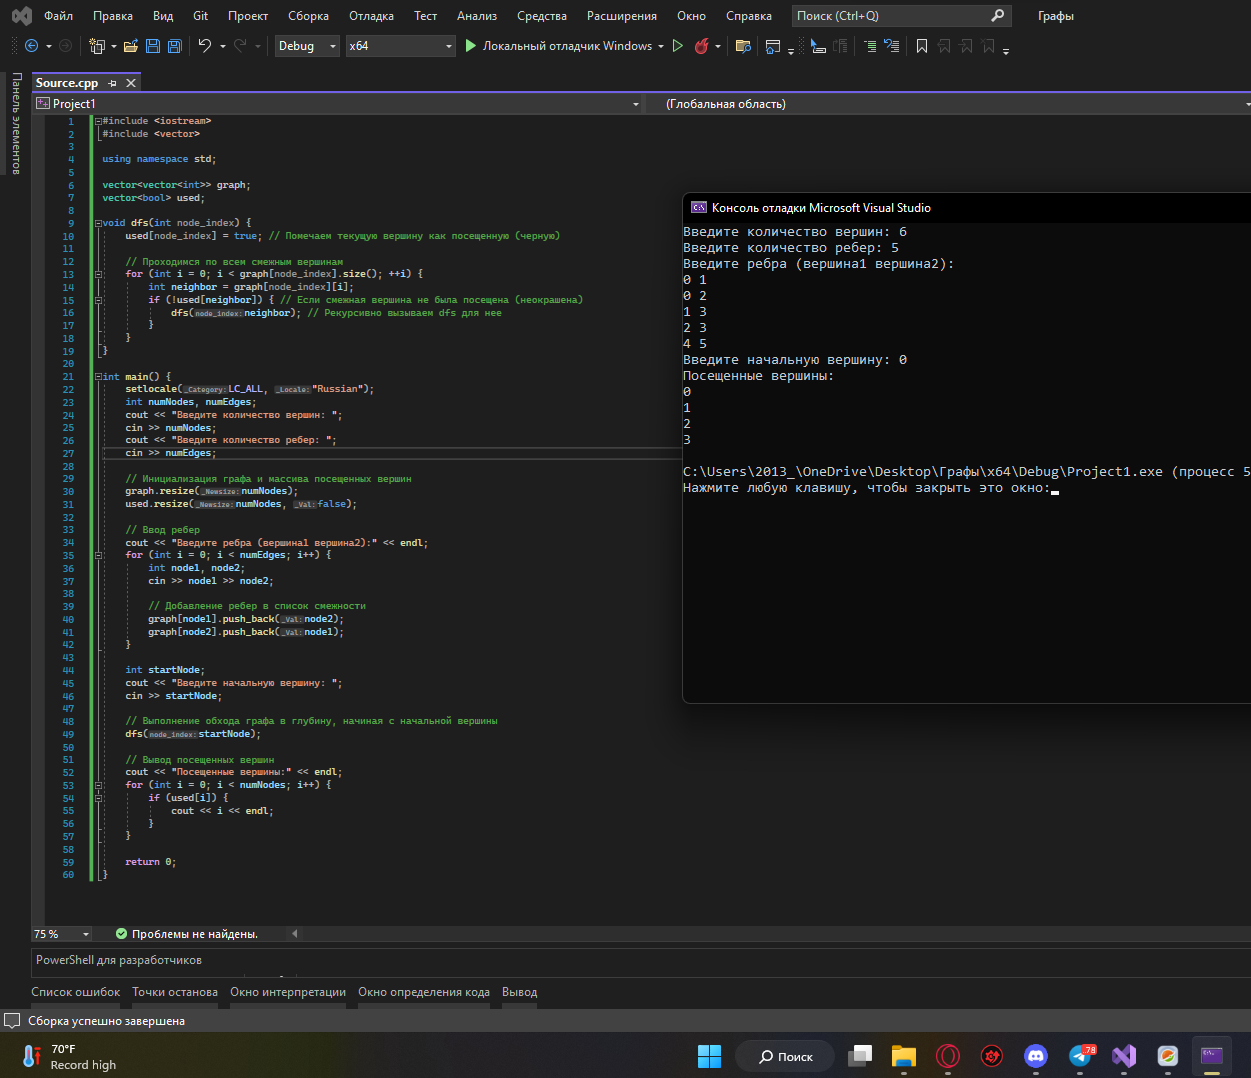 Файл Правка Вид Git Проект Сборка Отладка Тест Анализ Средства Расширения Окно Справка Поиск (Ctrl+Q) Графы
Debug x64 Локальный отладчик Windows
Панель элементов
Source.cpp
Project1 (Глобальная область)
1 #include <iostream>
2 #include <vector>
3
4 using namespace std;
5
6 vector<vector<int>> graph;
7 vector<bool> used;
8
9 void dfs(int node_index) {
10 used[node_index] = true; // Помечаем текущую вершину как посещенную (черную)
11
12 // Проходимся по всем смежным вершинам
13 for (int i = 0; i < graph[node_index].size(); ++i) {
14 int neighbor = graph[node_index][i];
15 if (!used[neighbor]) { // Если смежная вершина не была посещена (неокрашена)
16 dfs(node_index:neighbor); // Рекурсивно вызываем dfs для нее
17 }
18 }
19 }
20
21 int main() {
22 setlocale(_Category:LC_ALL, _Locale:"Russian");
23 int numNodes, numEdges;
24 cout << "Введите количество вершин: ";
25 cin >> numNodes;
26 cout << "Введите количество ребер: ";
27 cin >> numEdges;
28
29 // Инициализация графа и массива посещенных вершин
30 graph.resize(_Newsize:numNodes);
31 used.resize(_Newsize:numNodes, _Val:false);
32
33 // Ввод ребер
34 cout << "Введите ребра (вершина1 вершина2):" << endl;
35 for (int i = 0; i < numEdges; i++) {
36 int node1, node2;
37 cin >> node1 >> node2;
38
39 // Добавление ребер в список смежности
40 graph[node1].push_back(_Val:node2);
41 graph[node2].push_back(_Val:node1);
42 }
43
44 int startNode;
45 cout << "Введите начальную вершину: ";
46 cin >> startNode;
47
48 // Выполнение обхода графа в глубину, начиная с начальной вершины
49 dfs(node_index:startNode);
50
51 // Вывод посещенных вершин
52 cout << "Посещенные вершины:" << endl;
53 for (int i = 0; i < numNodes; i++) {
54 if (used[i]) {
55 cout << i << endl;
56 }
57 }
58
59 return 0;
60 }
Консоль отладки Microsoft Visual Studio
Введите количество вершин: 6
Введите количество ребер: 5
Введите ребра (вершина1 вершина2):
0 1
0 2
1 3
2 3
4 5
Введите начальную вершину: 0
Посещенные вершины:
0
1
2
3
C:\Users\2013_\OneDrive\Desktop\Графы\x64\Debug\Project1.exe (процесс 5
Нажмите любую клавишу, чтобы закрыть это окно:
75 % Проблемы не найдены.
PowerShell для разработчиков
Список ошибок Точки останова Окно интерпретации Окно определения кода Вывод
Сборка успешно завершена
70°F
Record high
Поиск
78